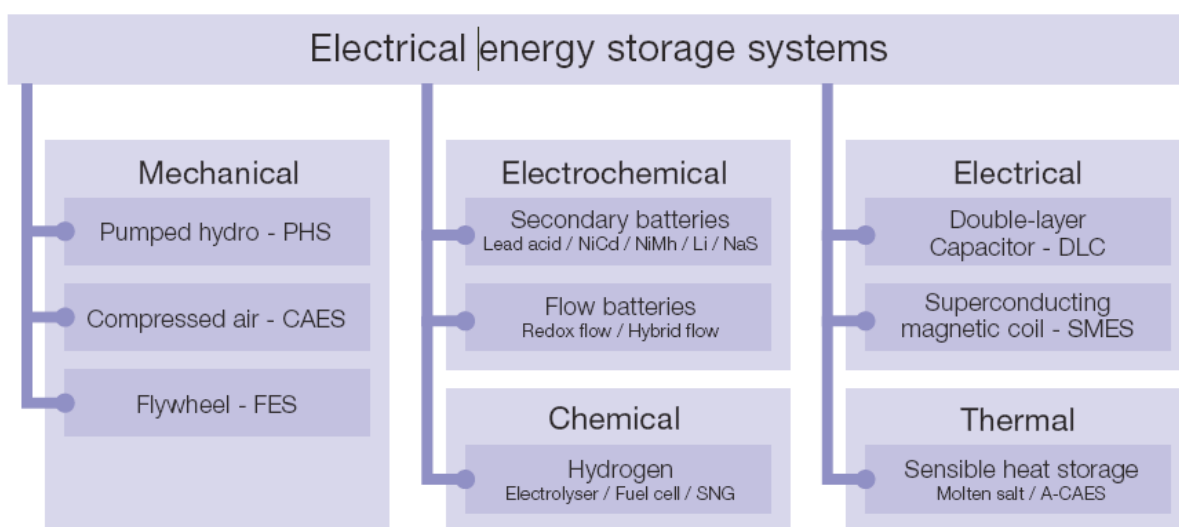 Electrical energy storage systems
Mechanical
Pumped hydro - PHS
Compressed air - CAES
Flywheel - FES
Electrochemical
Secondary batteries
Lead acid / NiCd / NiMh / Li / NaS
Flow batteries
Redox flow / Hybrid flow
Chemical
Hydrogen
Electrolyser / Fuel cell / SNG
Electrical
Double-layer
Capacitor - DLC
Superconducting
magnetic coil - SMES
Thermal
Sensible heat storage
Molten salt / A-CAES